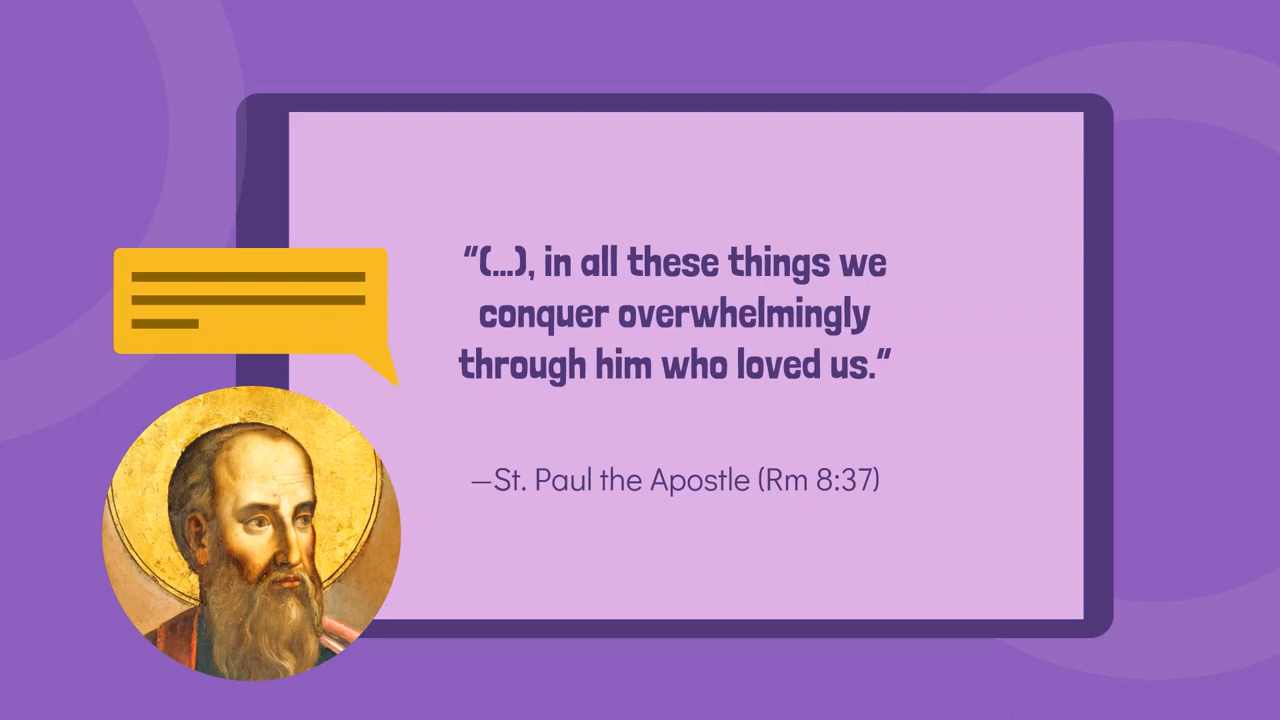 “(...), in all these things we
conquer overwhelmingly
through him who loved us.”
—St. Paul the Apostle (Rm 8:37)